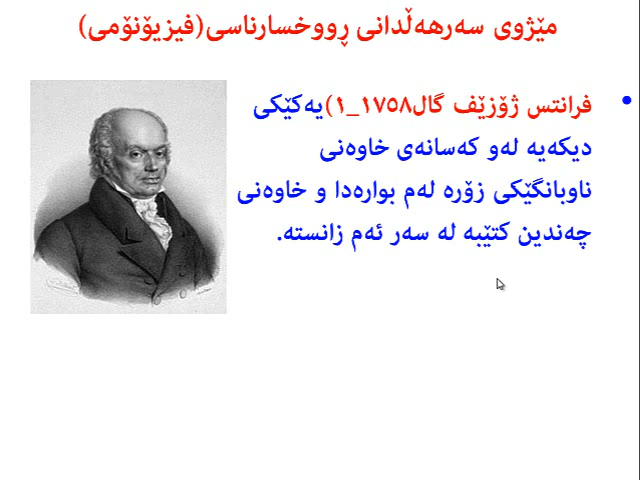 مێژوی سەرهەڵدانی ڕووخسارناسی(فیزیۆنۆمی)
• فرانتس ژۆزێف گال١٧٥٨_١)یەکێکی
دیکەیە لەو کەسانەی خاوەنی
ناوبانگێکی زۆرە لەم بوارەدا و خاوەنی
چەندین کتێبە لە سەر ئەم زانستە.